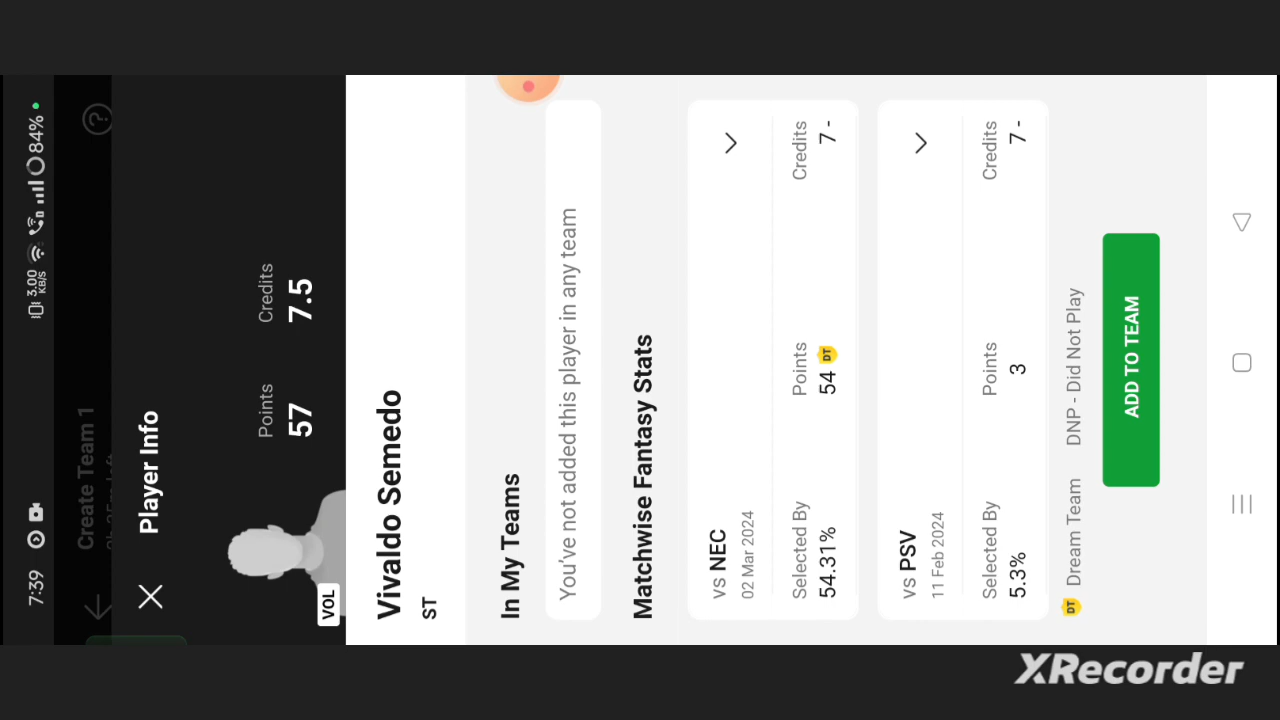 7:39
3.00
KB/S
84%
Create Team 1
?
Player Info
Points
Credits
57
7.5
VOL
Vivaldo Semedo
ST
In My Teams
You've not added this player in any team
Matchwise Fantasy Stats
vs NEC
02 Mar 2024
Selected By
Points
Credits
54.31%
54 DT
7 -
vs PSV
11 Feb 2024
Selected By
Points
Credits
5.3%
3
7 -
DT Dream Team
DNP - Did Not Play
ADD TO TEAM
XRecorder